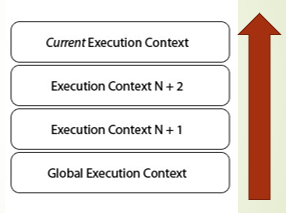 Current Execution Context
Execution Context N + 2
Execution Context N + 1
Global Execution Context